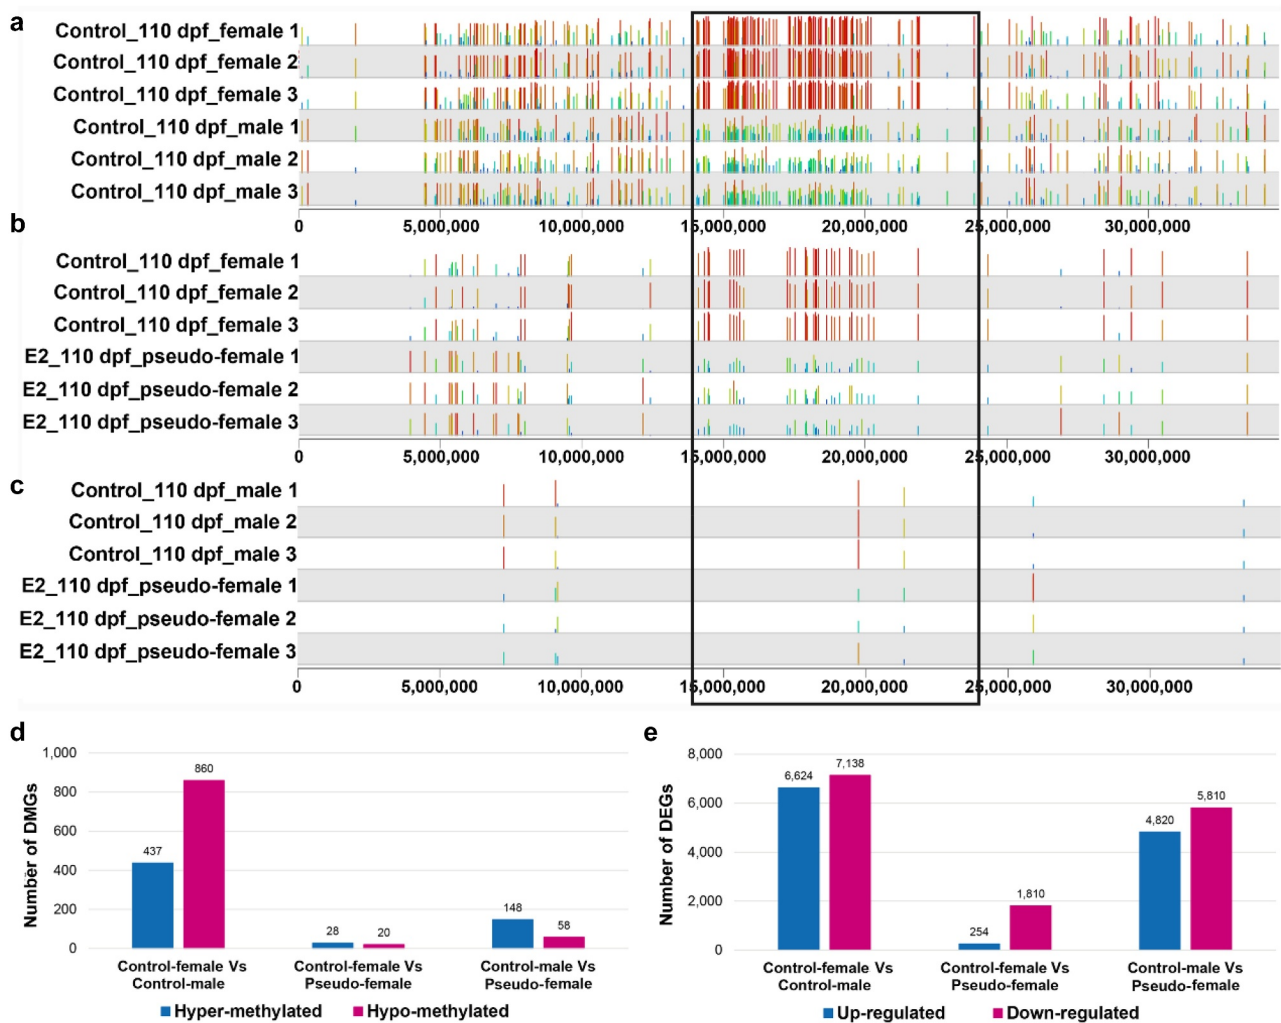 a
Control_110 dpf_female 1
Control_110 dpf_female 2
Control_110 dpf_female 3
Control_110 dpf_male 1
Control_110 dpf_male 2
Control_110 dpf_male 3
0 5,000,000 10,000,000 15,000,000 20,000,000 25,000,000 30,000,000
b
Control_110 dpf_female 1
Control_110 dpf_female 2
Control_110 dpf_female 3
E2_110 dpf_pseudo-female 1
E2_110 dpf_pseudo-female 2
E2_110 dpf_pseudo-female 3
0 5,000,000 10,000,000 15,000,000 20,000,000 25,000,000 30,000,000
c
Control_110 dpf_male 1
Control_110 dpf_male 2
Control_110 dpf_male 3
E2_110 dpf_pseudo-female 1
E2_110 dpf_pseudo-female 2
E2_110 dpf_pseudo-female 3
0 5,000,000 10,000,000 15,000,000 20,000,000 25,000,000 30,000,000
d
Number of DMGs
1,000
800
600
400
200
0
437 860
28 20
148 58
Control-female Vs
Control-male
Control-female Vs
Pseudo-female
Control-male Vs
Pseudo-female
Hyper-methylated Hypo-methylated
e
Number of DEGs
8,000
6,000
4,000
2,000
0
6,624 7,138
254 1,810
4,820 5,810
Control-female Vs
Control-male
Control-female Vs
Pseudo-female
Control-male Vs
Pseudo-female
Up-regulated Down-regulated